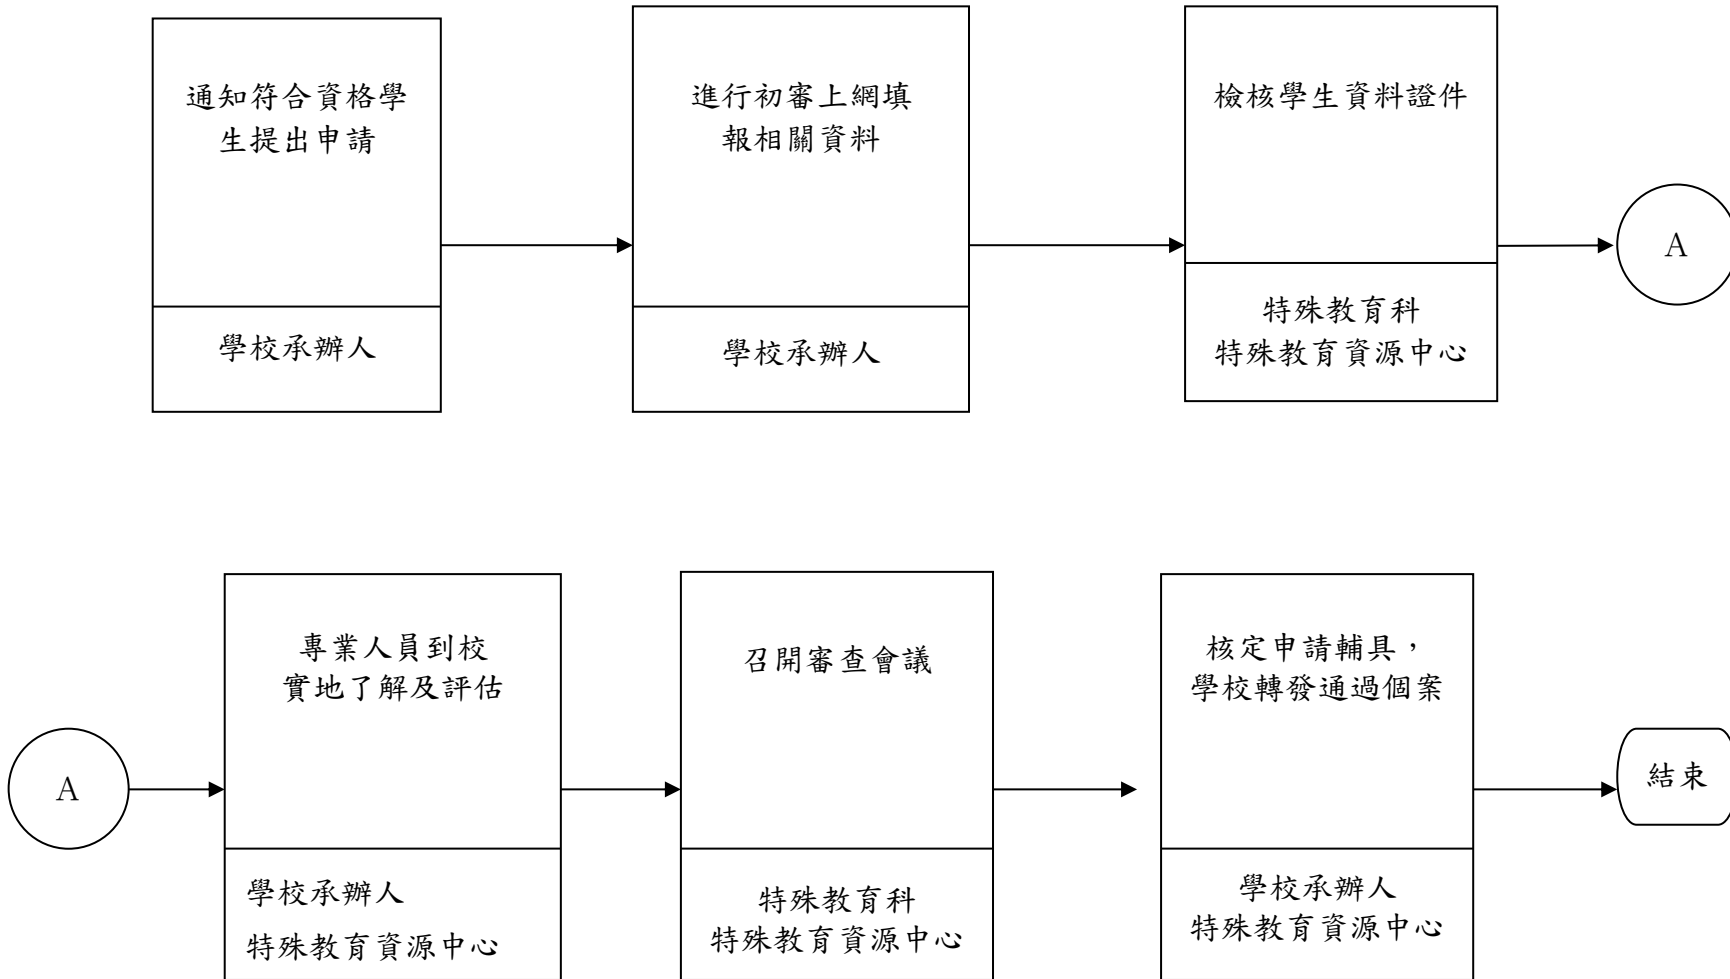 通知符合資格學
生提出申請
學校承辦人
進行初審上網填
報相關資料
學校承辦人
檢核學生資料證件
特殊教育科
特殊教育資源中心
A
A
專業人員到校
實地了解及評估
學校承辦人
特殊教育資源中心
召開審查會議
特殊教育科
特殊教育資源中心
核定申請輔具，
學校轉發通過個案
學校承辦人
特殊教育資源中心
結束